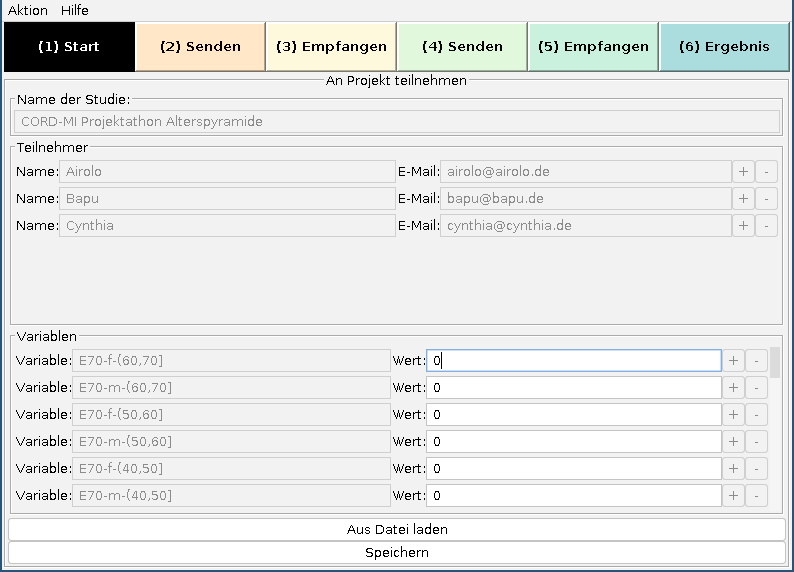 Aktion Hilfe
(1) Start (2) Senden (3) Empfangen (4) Senden (5) Empfangen (6) Ergebnis
An Projekt teilnehmen
Name der Studie:
CORD-MI Projektathon Alterspyramide
Teilnehmer
Name: Airolo E-Mail: airolo@airolo.de + -
Name: Bapu E-Mail: bapu@bapu.de + -
Name: Cynthia E-Mail: cynthia@cynthia.de + -
Variablen
Variable: E70-f-(60,70] Wert: 0 + -
Variable: E70-m-(60,70] Wert: 0 + -
Variable: E70-f-(50,60] Wert: 0 + -
Variable: E70-m-(50,60] Wert: 0 + -
Variable: E70-f-(40,50] Wert: 0 + -
Variable: E70-m-(40,50] Wert: 0 + -
Aus Datei laden
Speichern